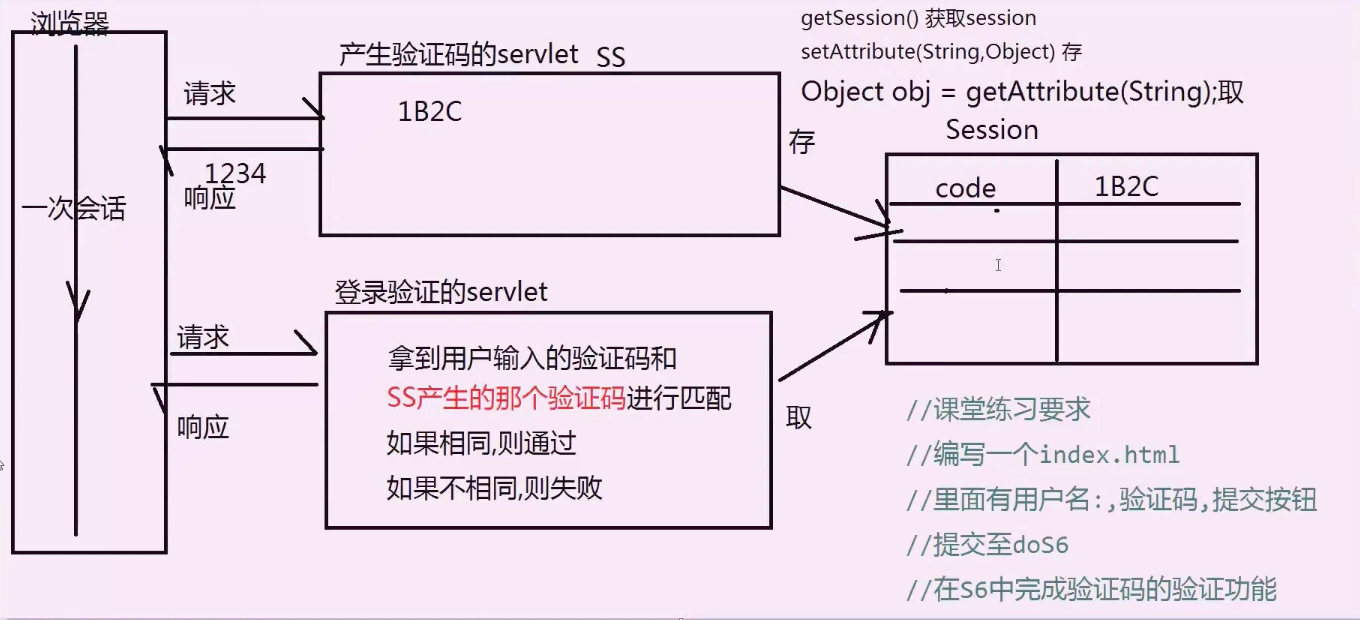 浏览器
一次会话
请求
1234
响应
产生验证码的servlet SS
1B2C
存
getSession() 获取session
setAttribute(String,Object) 存
Object obj = getAttribute(String);取
Session
code 1B2C
请求
响应
登录验证的servlet
拿到用户输入的验证码和
SS产生的那个验证码进行匹配
如果相同,则通过
如果不相同,则失败
取
//课堂练习要求
//编写一个index.html
//里面有用户名:,验证码,提交按钮
//提交至doS6
//在S6中完成验证码的验证功能